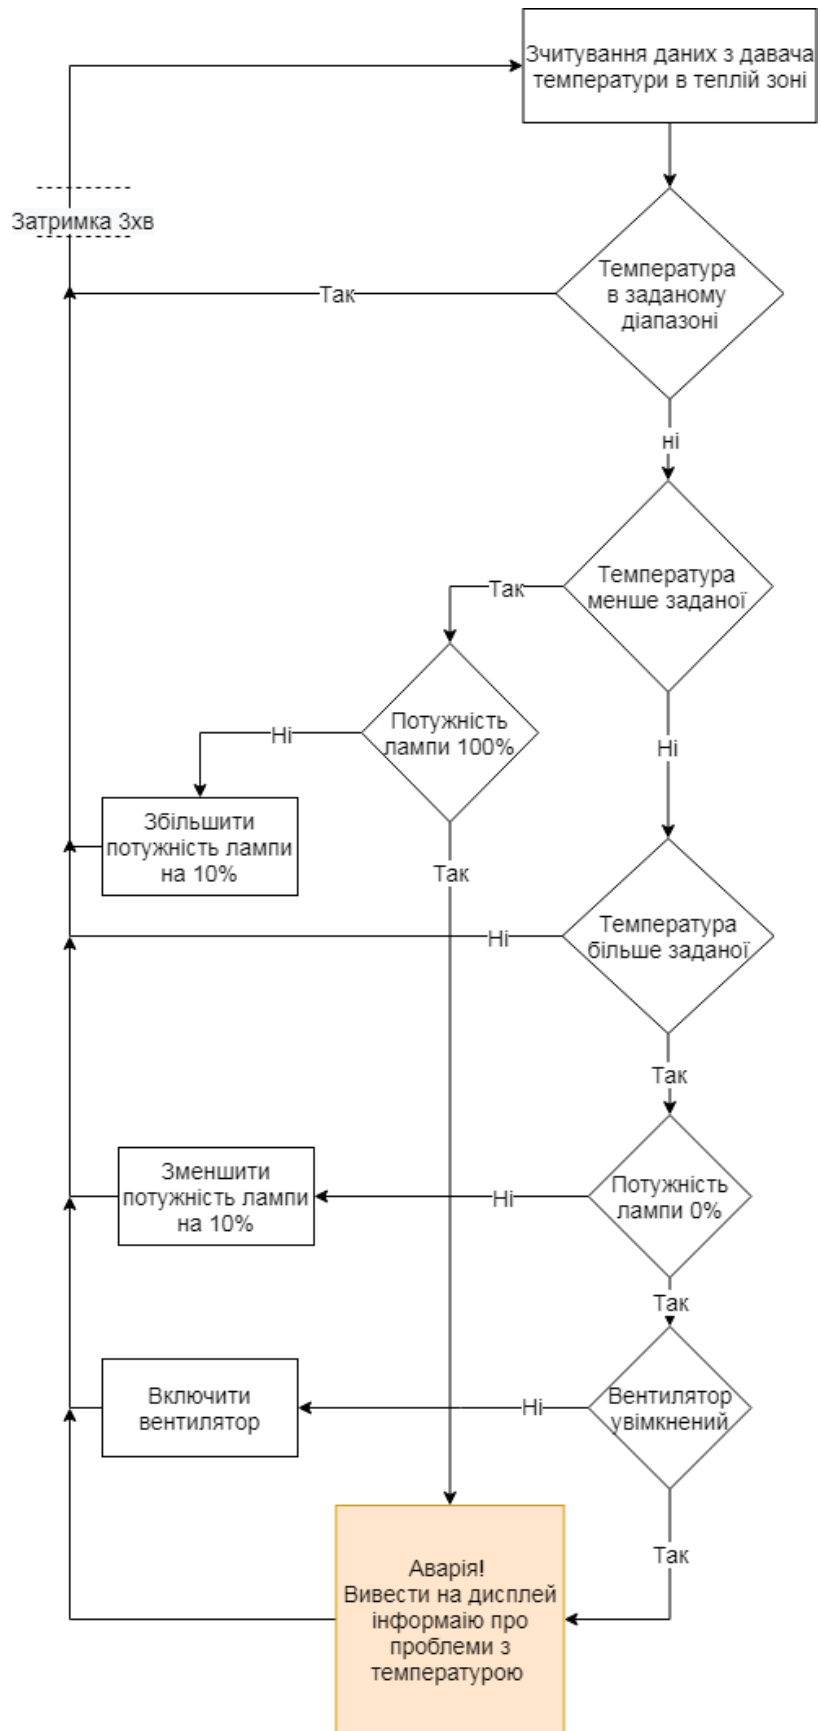 Зчитування даних з давача
температури в теплій зоні
Затримка 3хв
Температура
в заданому
діапазоні
Так
ні
Температура
менше заданої
Так
Потужність
лампи 100%
Ні
Ні
Збільшити
потужність лампи
на 10%
Так
Температура
більше заданої
Ні
Так
Зменшити
потужність лампи
на 10%
Ні
Потужність
лампи 0%
Так
Включити
вентилятор
Ні
Вентилятор
увімкнений
Так
Аварія!
Вивести на дисплей
інформаію про
проблеми з
температурою